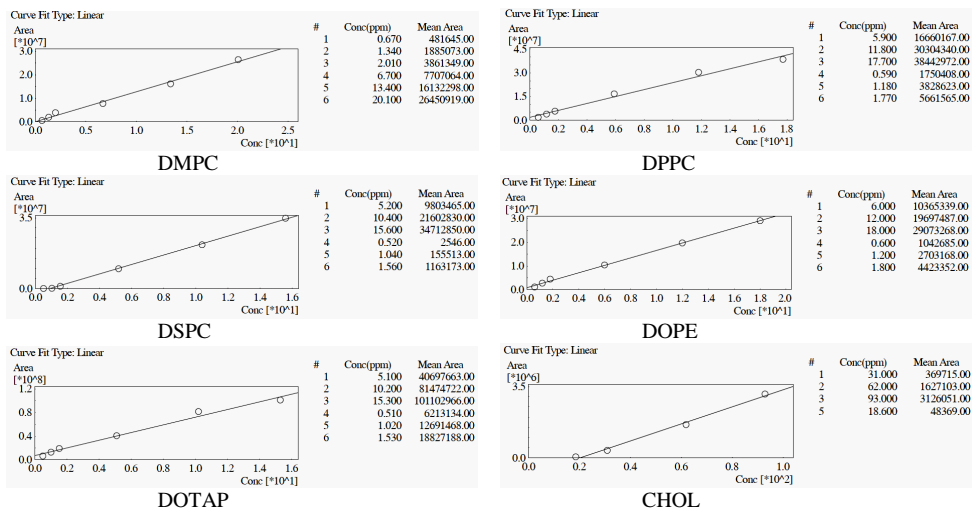 Curve Fit Type: Linear
Area
[*10^7]
3.0
2.0
1.0
0.0
0.0 0.5 1.0 1.5 2.0 2.5
Conc [*10^1]
# Conc(ppm) Mean Area
1 0.670 481645.00
2 1.340 1885073.00
3 2.010 3861349.00
4 6.700 7707064.00
5 13.400 16132298.00
6 20.100 26450919.00
DMPC
Curve Fit Type: Linear
Area
[*10^7]
4.5
3.0
1.5
0.0
0.0 0.2 0.4 0.6 0.8 1.0 1.2 1.4 1.6 1.8
Conc [*10^1]
# Conc(ppm) Mean Area
1 5.900 16660167.00
2 11.800 30304340.00
3 17.700 38442972.00
4 0.590 1750408.00
5 1.180 3828623.00
6 1.770 5661565.00
DPPC
Curve Fit Type: Linear
Area
[*10^7]
3.5
0.0
0.0 0.2 0.4 0.6 0.8 1.0 1.2 1.4 1.6
Conc [*10^1]
# Conc(ppm) Mean Area
1 5.200 9803465.00
2 10.400 21602830.00
3 15.600 34712850.00
4 0.520 2546.00
5 1.040 155513.00
6 1.560 1163173.00
DSPC
Curve Fit Type: Linear
Area
[*10^7]
3.0
2.0
1.0
0.0
0.0 0.2 0.4 0.6 0.8 1.0 1.2 1.4 1.6 1.8 2.0
Conc [*10^1]
# Conc(ppm) Mean Area
1 6.000 10365339.00
2 12.000 19697487.00
3 18.000 29073268.00
4 0.600 1042685.00
5 1.200 2703168.00
6 1.800 4423352.00
DOPE
Curve Fit Type: Linear
Area
[*10^8]
1.2
0.8
0.4
0.0
0.0 0.2 0.4 0.6 0.8 1.0 1.2 1.4 1.6
Conc [*10^1]
# Conc(ppm) Mean Area
1 5.100 40697663.00
2 10.200 81474722.00
3 15.300 101102966.00
4 0.510 6213134.00
5 1.020 12691468.00
6 1.530 18827188.00
DOTAP
Curve Fit Type: Linear
Area
[*10^6]
3.5
0.0
0.0 0.2 0.4 0.6 0.8 1.0
Conc [*10^2]
# Conc(ppm) Mean Area
1 31.000 369715.00
2 62.000 1627103.00
3 93.000 3126051.00
5 18.600 48369.00
CHOL